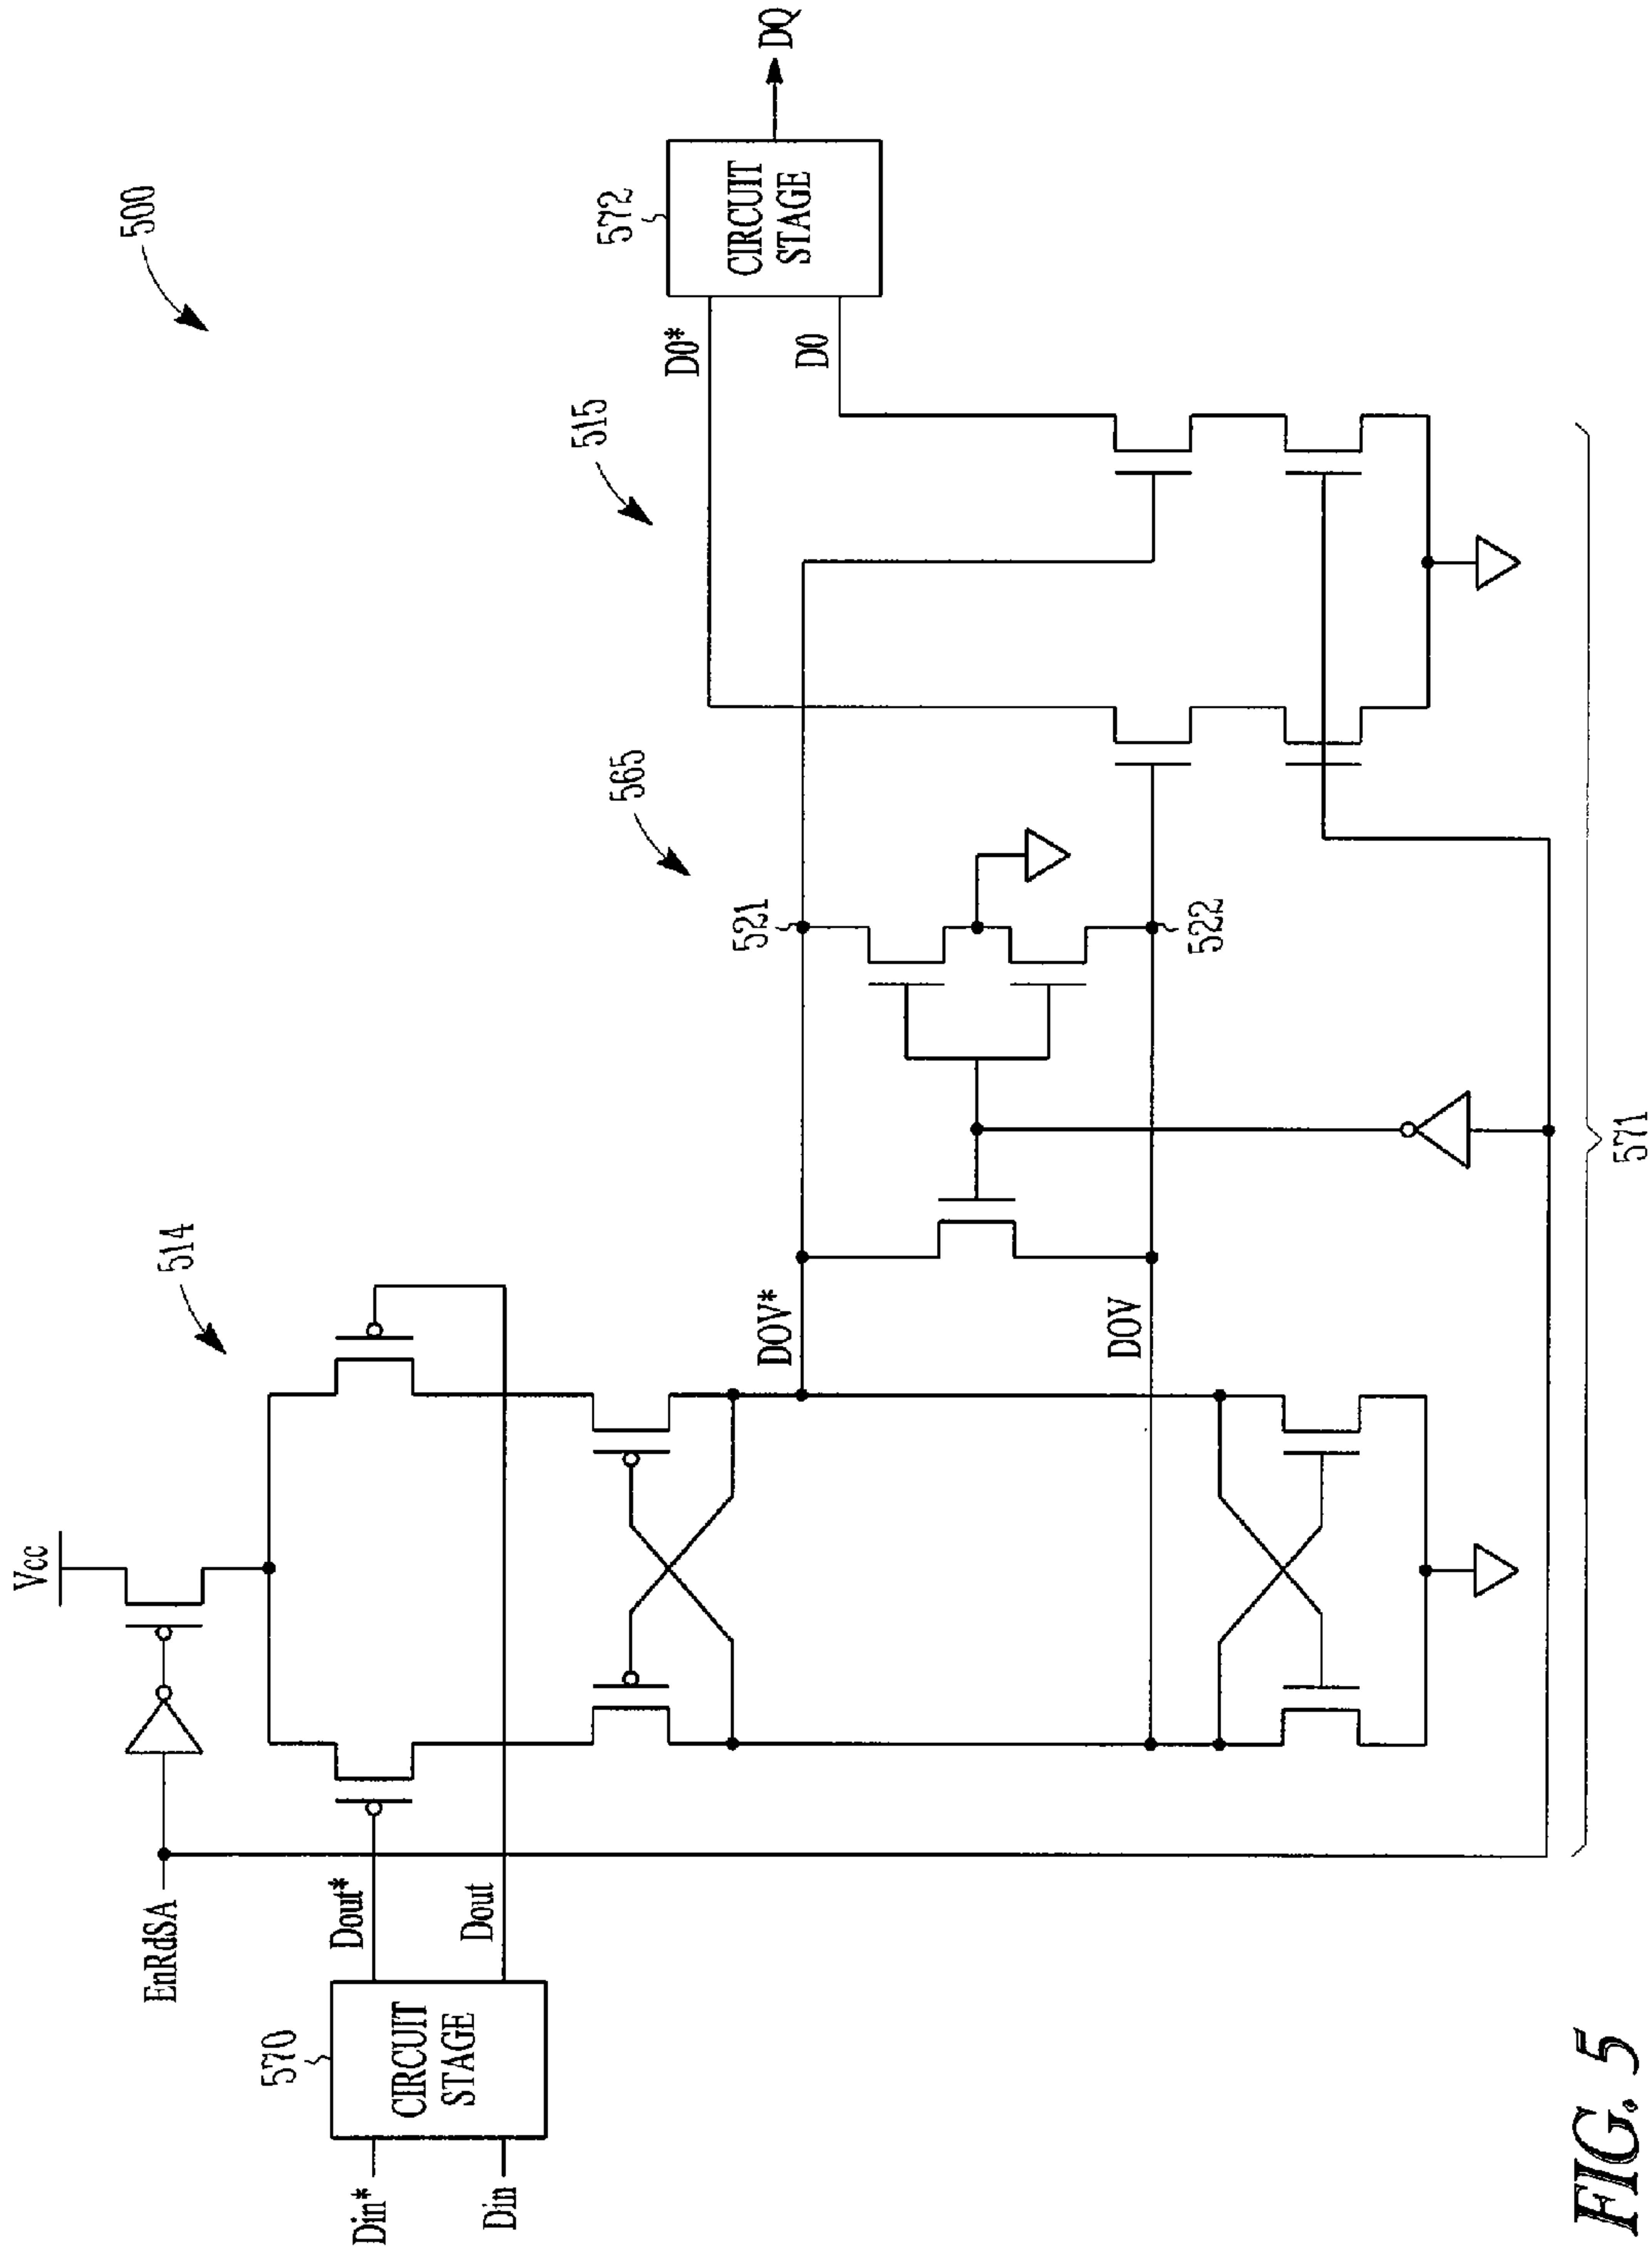 500
514
Vcc
EnRdSA
570
CIRCUIT
STAGE
Din*
Din
Dout*
Dout
DOV*
DOV
565
521
522
515
D0*
D0
572
CIRCUIT
STAGE
DQ
571
FIG. 5